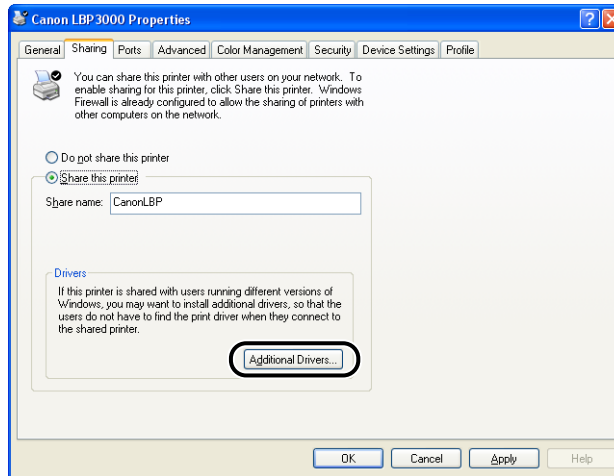 Canon LBP3000 Properties
General Sharing Ports Advanced Color Management Security Device Settings Profile
You can share this printer with other users on your network. To
enable sharing for this printer, click Share this printer. Windows
Firewall is already configured to allow the sharing of printers with
other computers on the network.
Do not share this printer
Share this printer
Share name: CanonLBP
Drivers
If this printer is shared with users running different versions of
Windows, you may want to install additional drivers, so that the
users do not have to find the print driver when they connect to
the shared printer.
Additional Drivers...
OK Cancel Apply Help